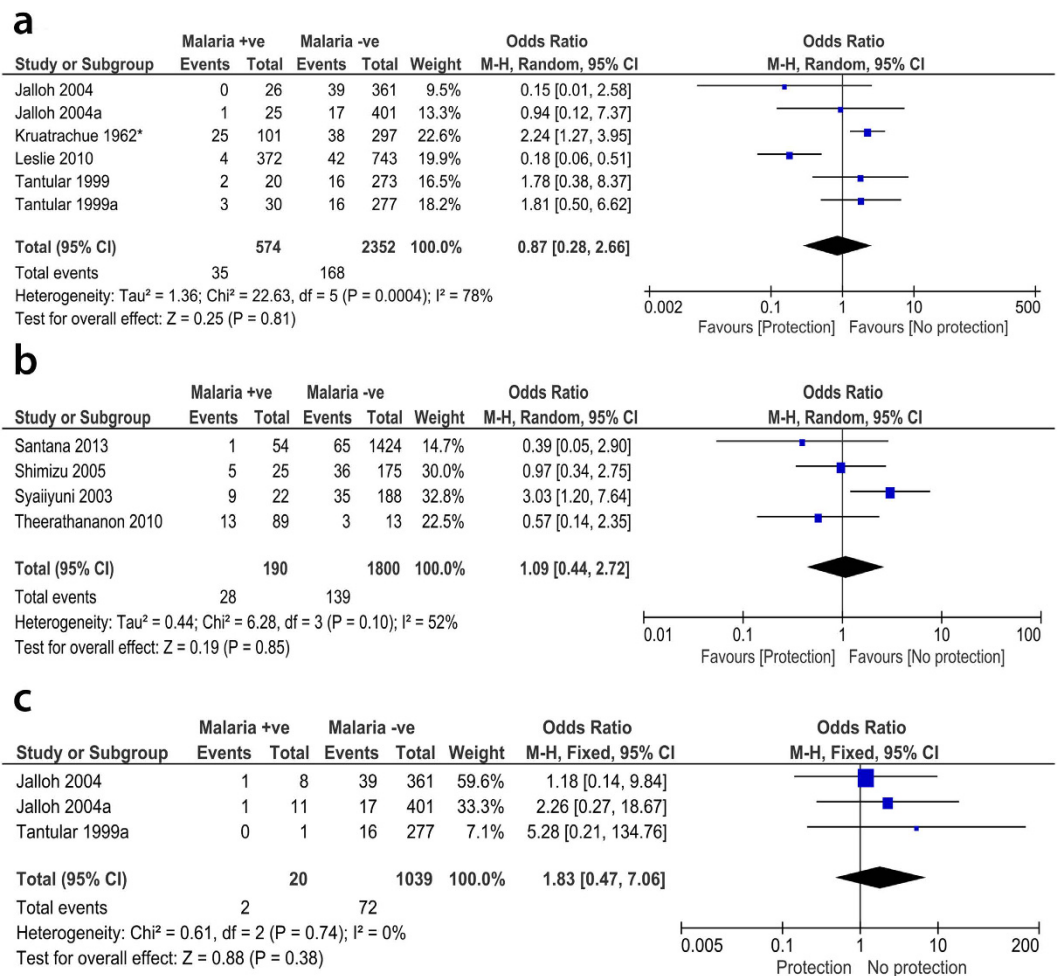 a
Malaria +ve Malaria -ve Odds Ratio Odds Ratio
Study or Subgroup Events Total Events Total Weight M-H, Random, 95% CI M-H, Random, 95% CI
Jalloh 2004 0 26 39 361 9.5% 0.15 [0.01, 2.58]
Jalloh 2004a 1 25 17 401 13.3% 0.94 [0.12, 7.37]
Kruatrachue 1962* 25 101 38 297 22.6% 2.24 [1.27, 3.95]
Leslie 2010 4 372 42 743 19.9% 0.18 [0.06, 0.51]
Tantular 1999 2 20 16 273 16.5% 1.78 [0.38, 8.37]
Tantular 1999a 3 30 16 277 18.2% 1.81 [0.50, 6.62]
Total (95% CI) 574 2352 100.0% 0.87 [0.28, 2.66]
Total events 35 168
Heterogeneity: Tau² = 1.36; Chi² = 22.63, df = 5 (P = 0.0004); I² = 78%
Test for overall effect: Z = 0.25 (P = 0.81)
0.002 0.1 1 10 500
Favours [Protection] Favours [No protection]
b
Malaria +ve Malaria -ve Odds Ratio Odds Ratio
Study or Subgroup Events Total Events Total Weight M-H, Random, 95% CI M-H, Random, 95% CI
Santana 2013 1 54 65 1424 14.7% 0.39 [0.05, 2.90]
Shimizu 2005 5 25 36 175 30.0% 0.97 [0.34, 2.75]
Syaiiyuni 2003 9 22 35 188 32.8% 3.03 [1.20, 7.64]
Theerathananon 2010 13 89 3 13 22.5% 0.57 [0.14, 2.35]
Total (95% CI) 190 1800 100.0% 1.09 [0.44, 2.72]
Total events 28 139
Heterogeneity: Tau² = 0.44; Chi² = 6.28, df = 3 (P = 0.10); I² = 52%
Test for overall effect: Z = 0.19 (P = 0.85)
0.01 0.1 1 10 100
Favours [Protection] Favours [No protection]
c
Malaria +ve Malaria -ve Odds Ratio Odds Ratio
Study or Subgroup Events Total Events Total Weight M-H, Fixed, 95% CI M-H, Fixed, 95% CI
Jalloh 2004 1 8 39 361 59.6% 1.18 [0.14, 9.84]
Jalloh 2004a 1 11 17 401 33.3% 2.26 [0.27, 18.67]
Tantular 1999a 0 1 16 277 7.1% 5.28 [0.21, 134.76]
Total (95% CI) 20 1039 100.0% 1.83 [0.47, 7.06]
Total events 2 72
Heterogeneity: Chi² = 0.61, df = 2 (P = 0.74); I² = 0%
Test for overall effect: Z = 0.88 (P = 0.38)
0.005 0.1 1 10 200
Protection No protection